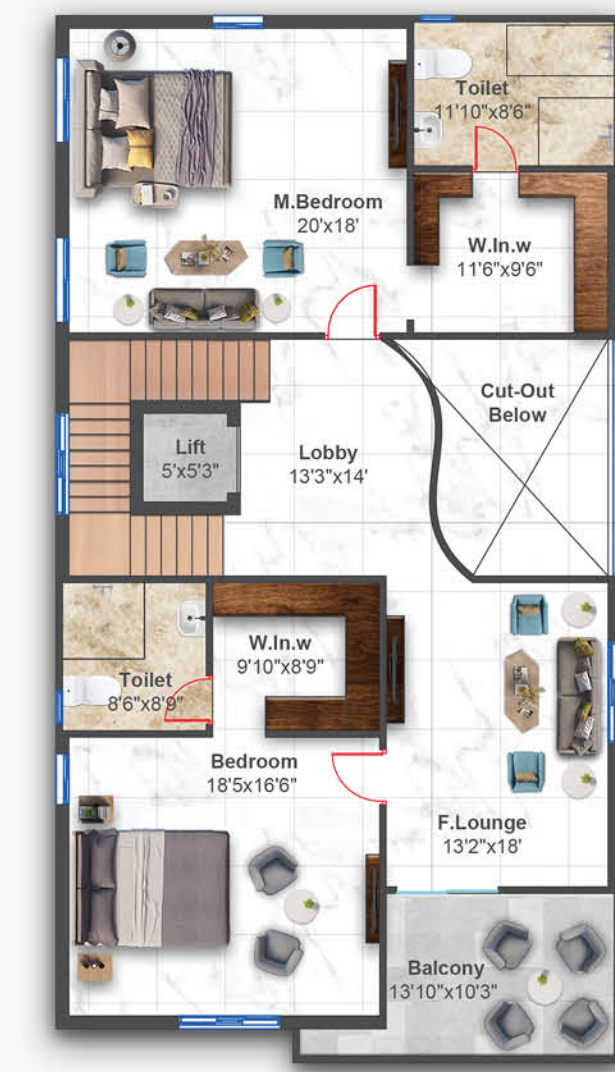 Toilet
11'10"x8'6"
M.Bedroom
20'x18'
W.In.w
11'6"x9'6"
Cut-Out
Below
Lift
5'x5'3"
Lobby
13'3"x14'
W.In.w
9'10"x8'9"
Toilet
8'6"x8'9"
Bedroom
18'5x16'6"
F.Lounge
13'2"x18'
Balcony
13'10"x10'3"